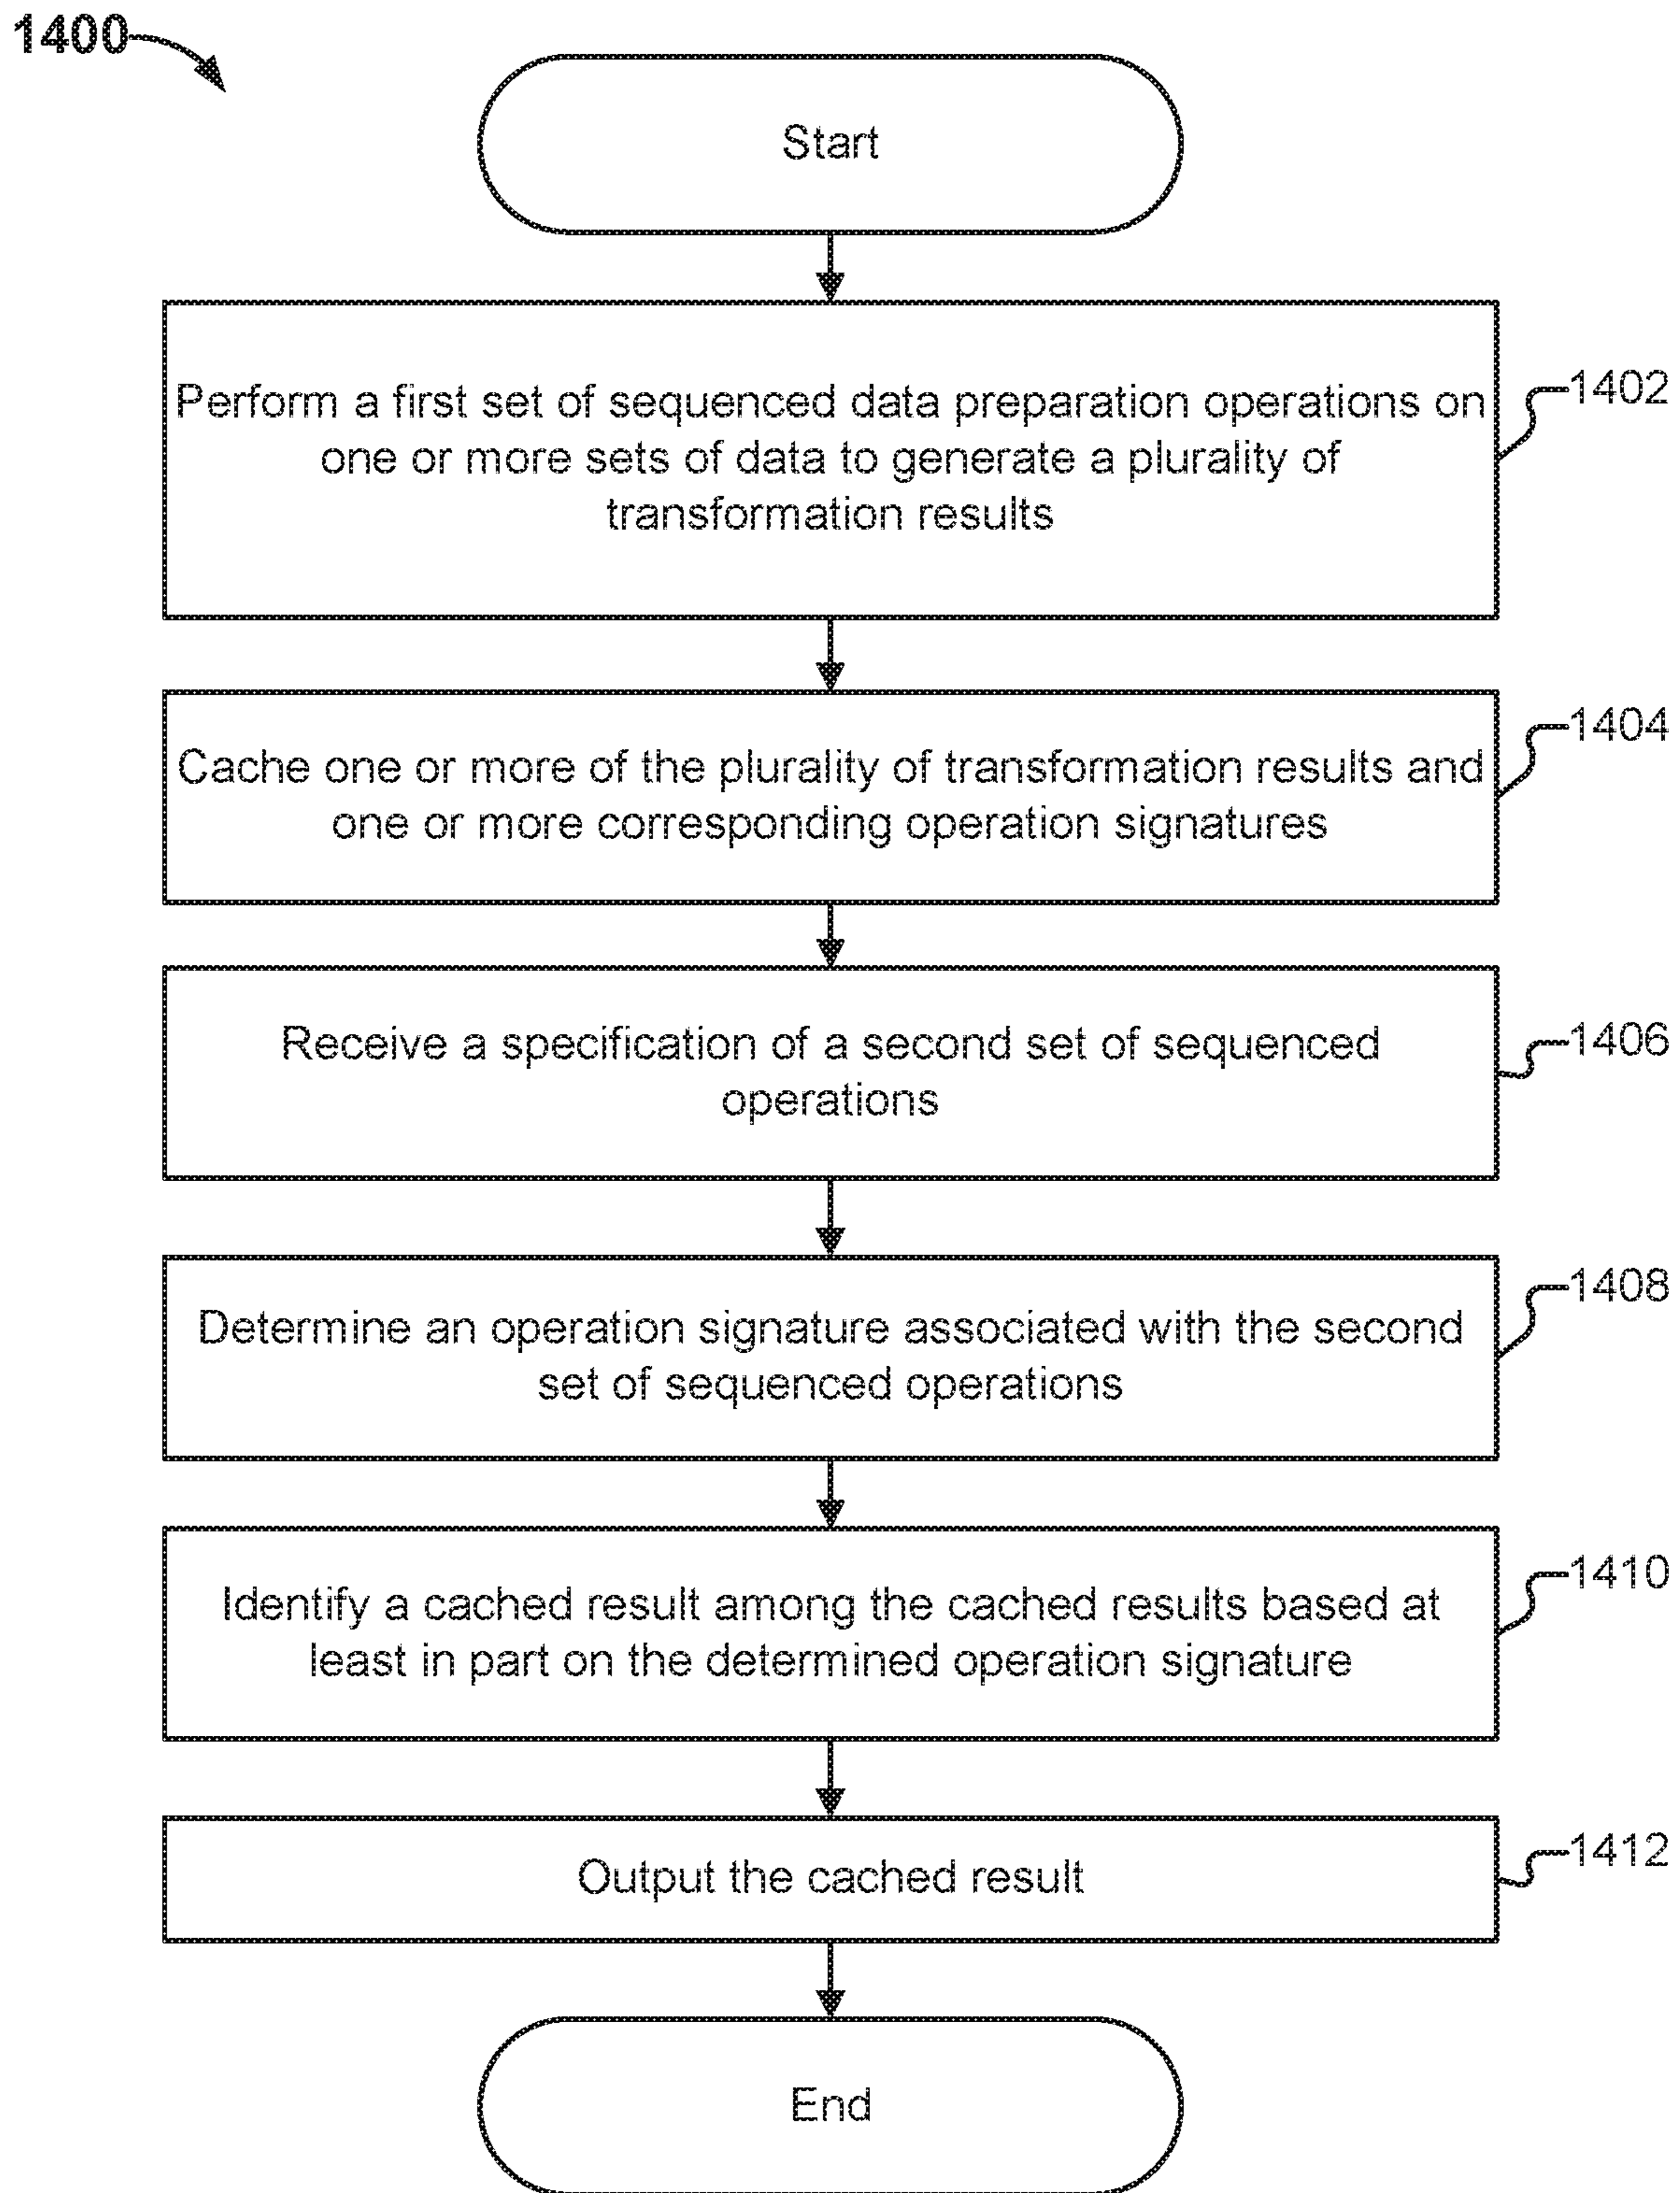 1400
Start
Perform a first set of sequenced data preparation operations on
one or more sets of data to generate a plurality of
transformation results
1402
Cache one or more of the plurality of transformation results and
one or more corresponding operation signatures
1404
Receive a specification of a second set of sequenced
operations
1406
Determine an operation signature associated with the second
set of sequenced operations
1408
Identify a cached result among the cached results based at
least in part on the determined operation signature
1410
Output the cached result
1412
End